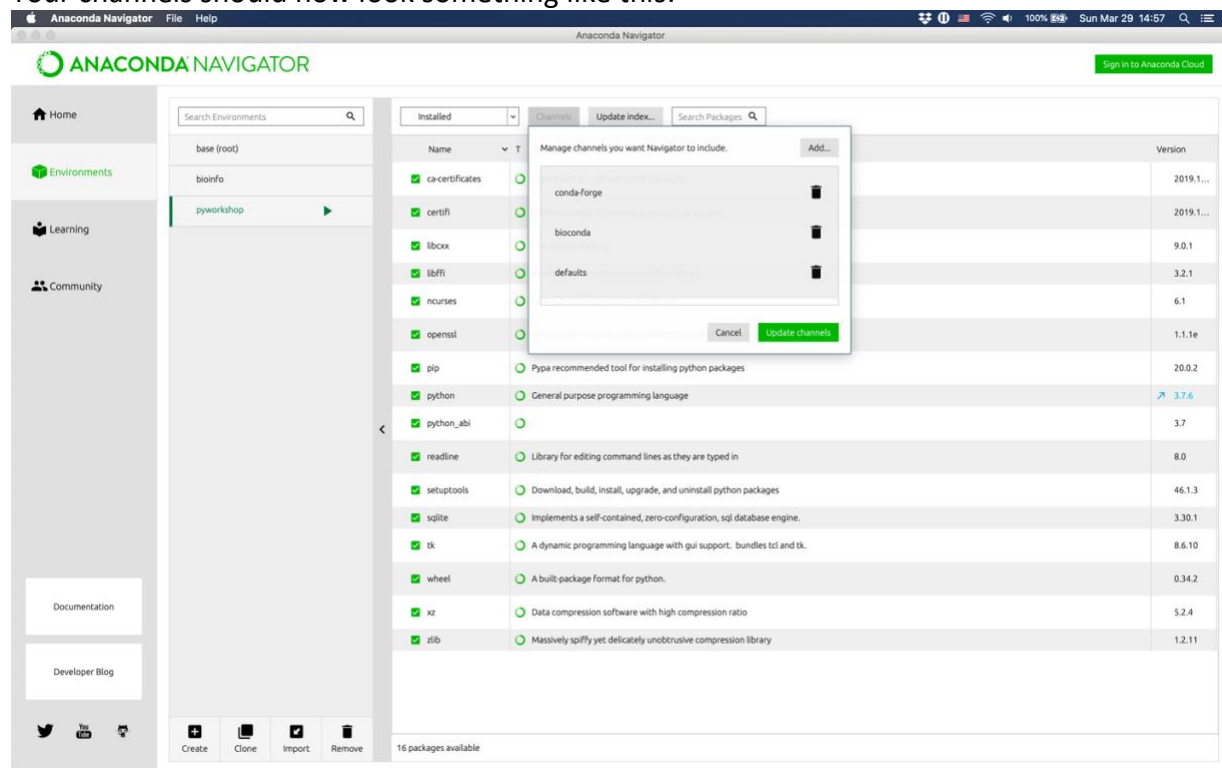 Your channels should now look something like this:
Anaconda Navigator File Help 100% Sun Mar 29 14:57
Anaconda Navigator
ANACONDA NAVIGATOR Sign in to Anaconda Cloud
Home
Environments
Learning
Community
Documentation
Developer Blog
You Tube
Search Environments
base (root)
bioinfo
pyworkshop
Create Clone Import Remove
Installed Channels Update index... Search Packages
Name T Version
Manage channels you want Navigator to include. Add...
conda-forge
bioconda
defaults
Cancel Update channels
ca-certificates 2019.1...
certifi 2019.1...
libcxx 9.0.1
libffi 3.2.1
ncurses 6.1
openssl 1.1.1e
pip Pypa recommended tool for installing python packages 20.0.2
python General purpose programming language 3.7.6
python_abi 3.7
readline Library for editing command lines as they are typed in 8.0
setuptools Download, build, install, upgrade, and uninstall python packages 46.1.3
sqlite Implements a self-contained, zero-configuration, sql database engine. 3.30.1
tk A dynamic programming language with gui support. bundles tcl and tk. 8.6.10
wheel A built-package format for python. 0.34.2
xz Data compression software with high compression ratio 5.2.4
zlib Massively spiffy yet delicately unobtrusive compression library 1.2.11
16 packages available